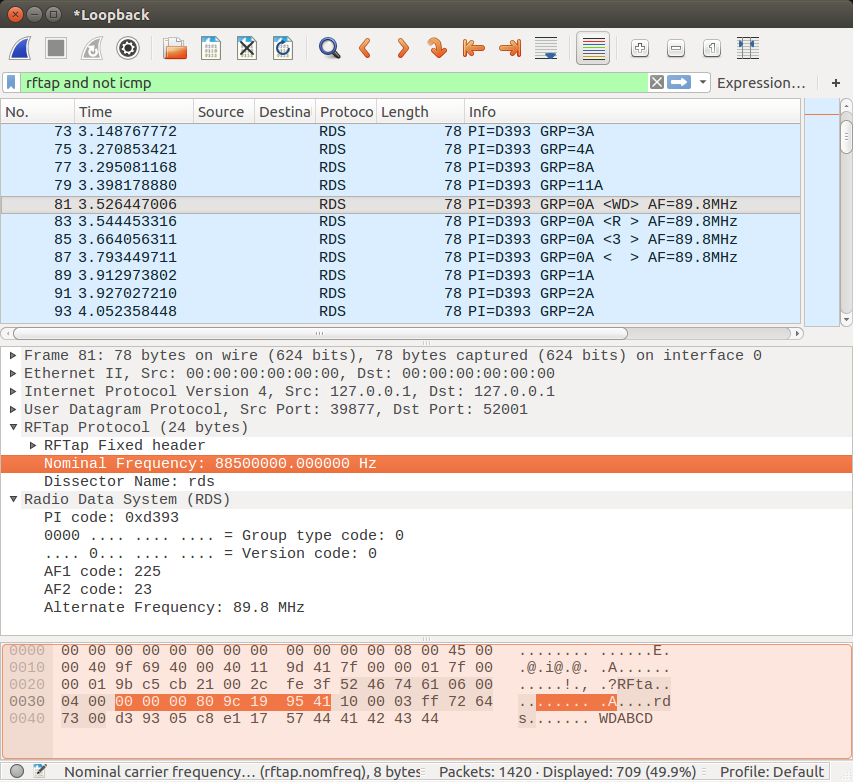 *Loopback
rftap and not icmp Expression… +
No. Time Source Destina Protoco Length Info
73 3.148767772 RDS 78 PI=D393 GRP=3A
75 3.270853421 RDS 78 PI=D393 GRP=4A
77 3.295081168 RDS 78 PI=D393 GRP=8A
79 3.398178880 RDS 78 PI=D393 GRP=11A
81 3.526447006 RDS 78 PI=D393 GRP=0A <WD> AF=89.8MHz
83 3.544453316 RDS 78 PI=D393 GRP=0A <R > AF=89.8MHz
85 3.664056311 RDS 78 PI=D393 GRP=0A <3 > AF=89.8MHz
87 3.793449711 RDS 78 PI=D393 GRP=0A <  > AF=89.8MHz
89 3.912973802 RDS 78 PI=D393 GRP=1A
91 3.927027210 RDS 78 PI=D393 GRP=2A
93 4.052358448 RDS 78 PI=D393 GRP=2A
Frame 81: 78 bytes on wire (624 bits), 78 bytes captured (624 bits) on interface 0
Ethernet II, Src: 00:00:00:00:00:00, Dst: 00:00:00:00:00:00
Internet Protocol Version 4, Src: 127.0.0.1, Dst: 127.0.0.1
User Datagram Protocol, Src Port: 39877, Dst Port: 52001
RFTap Protocol (24 bytes)
RFTap Fixed header
Nominal Frequency: 88500000.000000 Hz
Dissector Name: rds
Radio Data System (RDS)
PI code: 0xd393
0000 .... .... .... = Group type code: 0
.... 0... .... .... = Version code: 0
AF1 code: 225
AF2 code: 23
Alternate Frequency: 89.8 MHz
0000 00 00 00 00 00 00 00 00 00 00 00 00 08 00 45 00 ........ ......E.
0010 00 40 9f 69 40 00 40 11 9d 41 7f 00 00 01 7f 00 .@.i@.@. .A......
0020 00 01 9b c5 cb 21 00 2c fe 3f 52 46 74 61 06 00 .....!., .?RFta..
0030 04 00 00 00 00 80 9c 19 95 41 10 00 03 ff 72 64 ........ .A....rd
0040 73 00 d3 93 05 c8 e1 17 57 44 41 42 43 44 s....... WDABCD
Nominal carrier frequency… (rftap.nomfreq), 8 bytes Packets: 1420 · Displayed: 709 (49.9%) Profile: Default